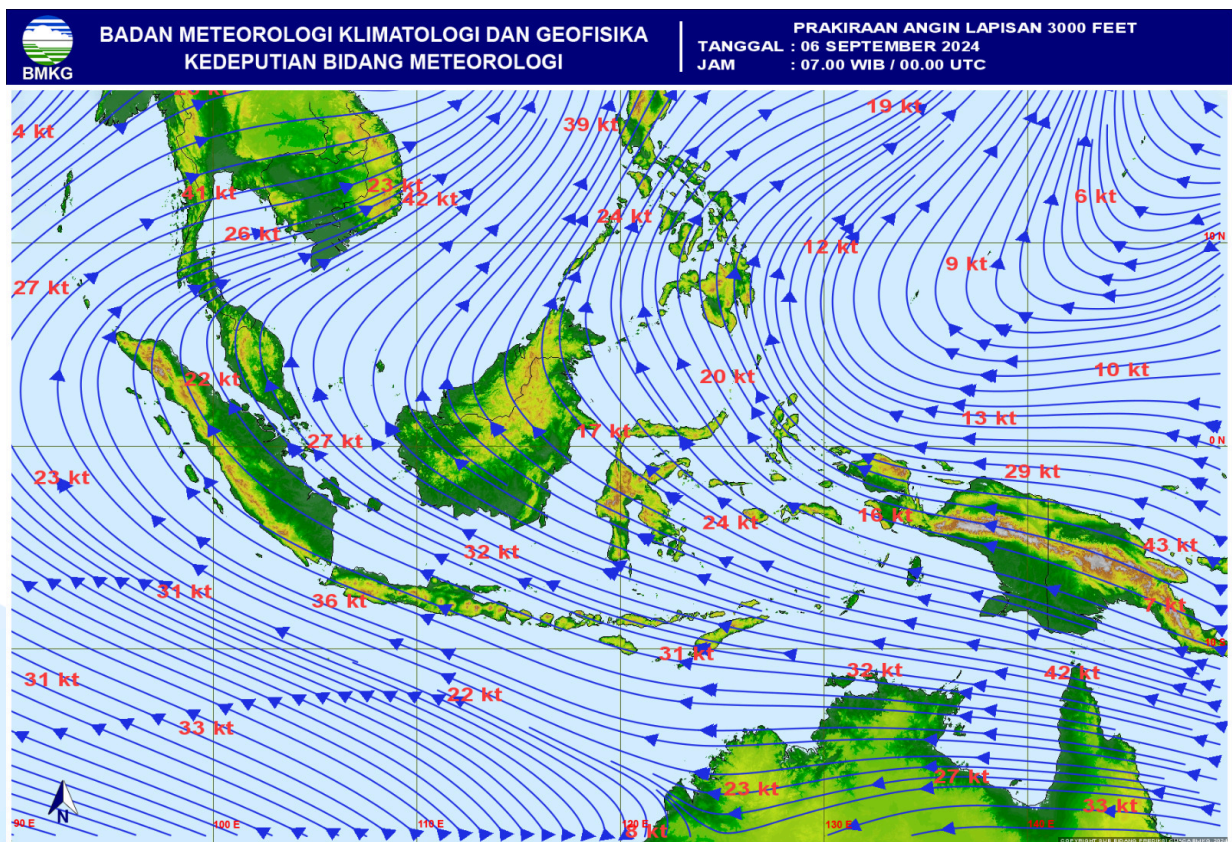 BADAN METEOROLOGI KLIMATOLOGI DAN GEOFISIKA
KEDEPUTIAN BIDANG METEOROLOGI
BMKG
PRAKIRAAN ANGIN LAPISAN 3000 FEET
TANGGAL : 06 SEPTEMBER 2024
JAM : 07.00 WIB / 00.00 UTC
4 kt
39 kt
19 kt
41 kt
23 kt
42 kt
24 kt
6 kt
26 kt
12 kt
10 N
9 kt
27 kt
22 kt
20 kt
10 kt
13 kt
27 kt
17 kt
0 N
23 kt
29 kt
24 kt
16 kt
32 kt
43 kt
31 kt
36 kt
7 kt
31 kt
31 kt
32 kt
42 kt
22 kt
33 kt
23 kt
27 kt
33 kt
N
90 E
100 E
110 E
120 E
130 E
140 E
8 kt